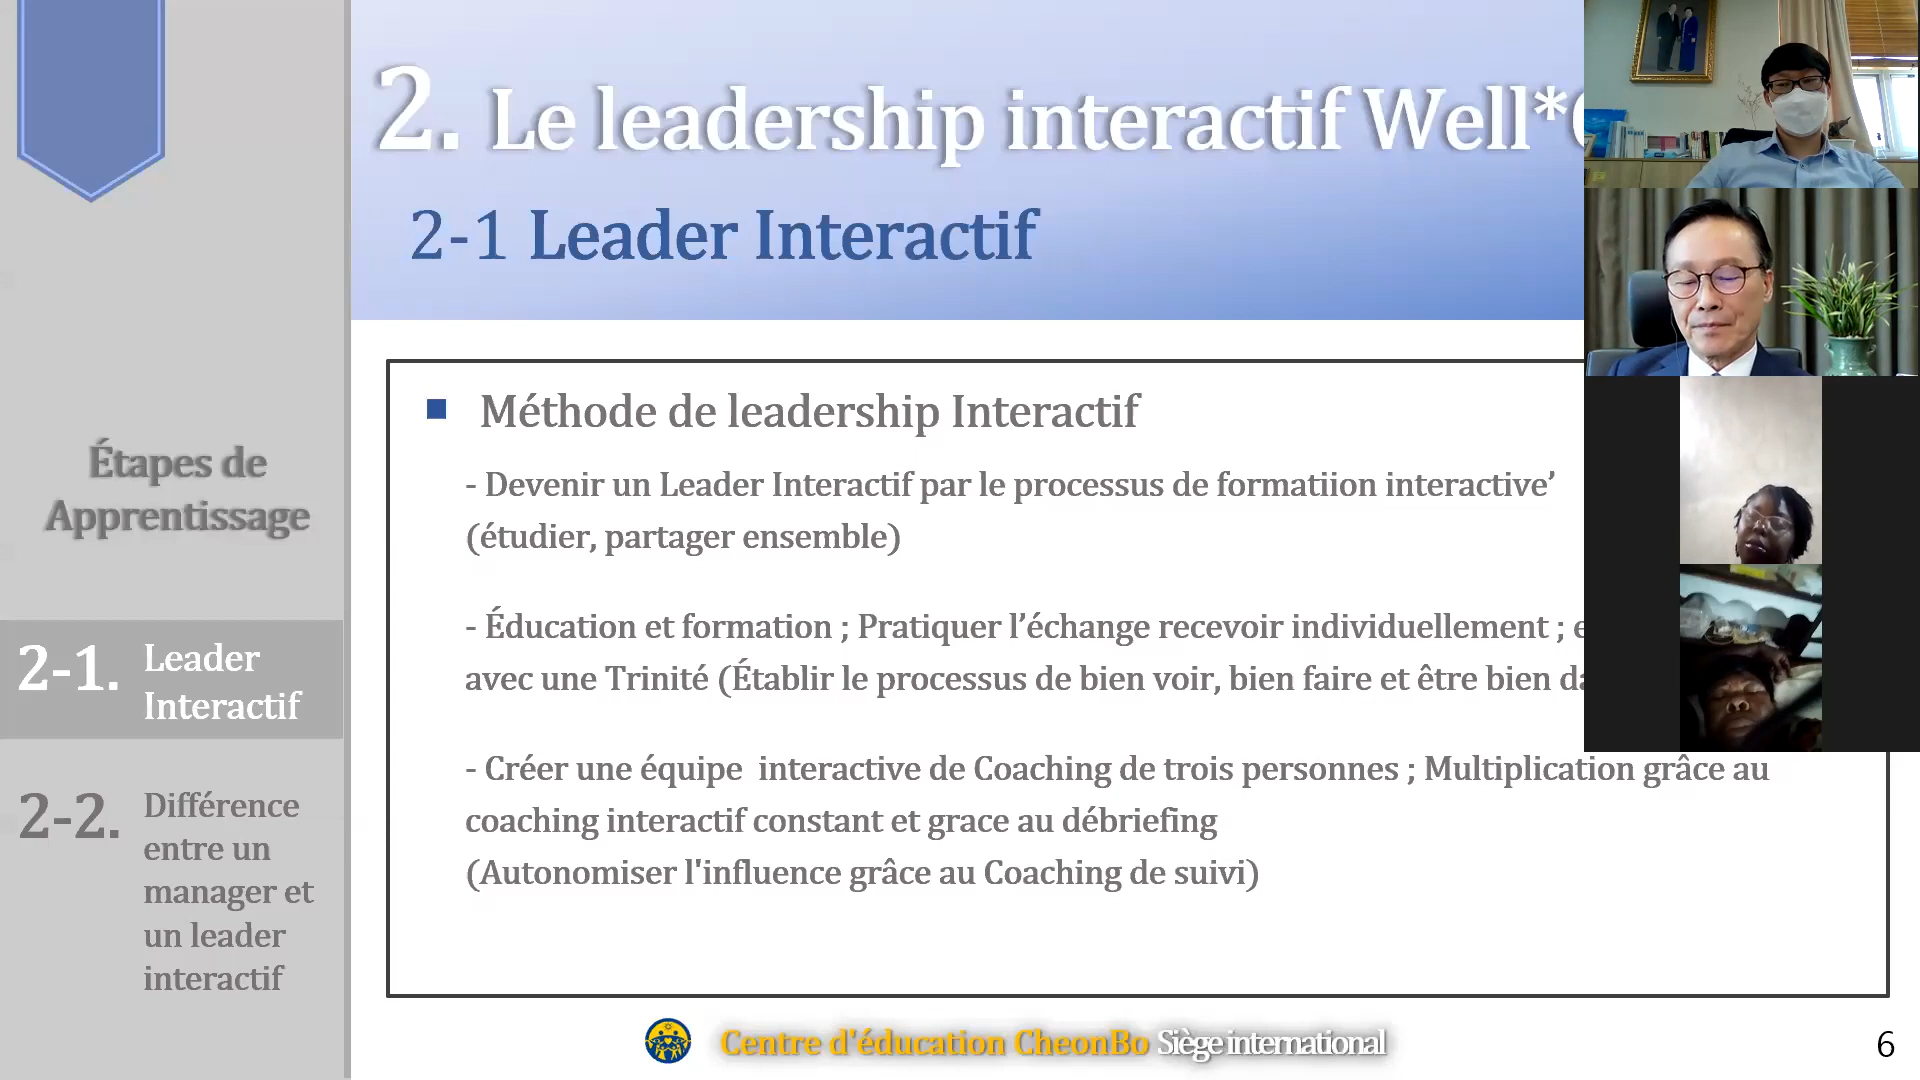 2. Le leadership interactif Well*
2-1 Leader Interactif
Étapes de
Apprentissage
2-1. Leader
Interactif
2-2. Différence
entre un
manager et
un leader
interactif
■ Méthode de leadership Interactif
- Devenir un Leader Interactif par le processus de formatiion interactive’
(étudier, partager ensemble)
- Éducation et formation ; Pratiquer l’échange recevoir individuellement ;
avec une Trinité (Établir le processus de bien voir, bien faire et être bien
- Créer une équipe interactive de Coaching de trois personnes ; Multiplication grâce au
coaching interactif constant et grace au débriefing
(Autonomiser l'influence grâce au Coaching de suivi)
Centre d'éducation CheonBo Siège international
6